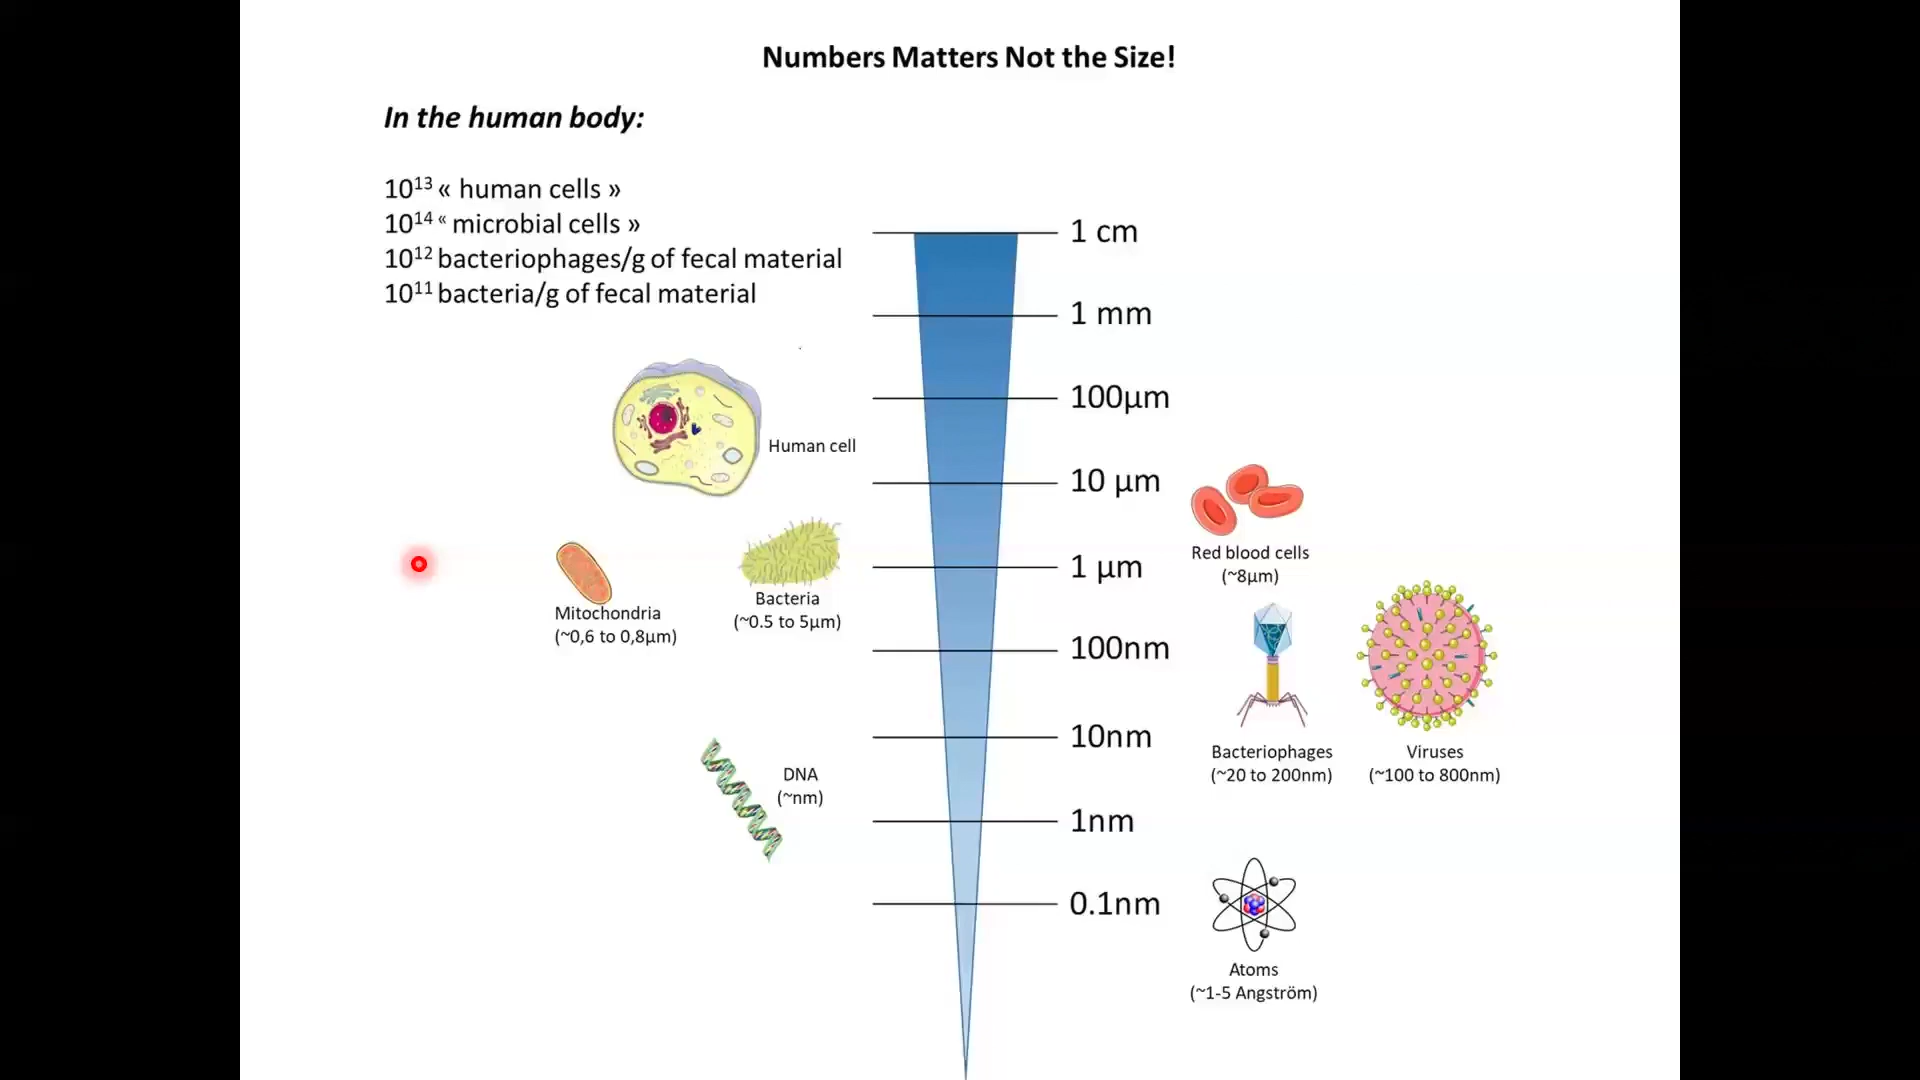 Numbers Matters Not the Size!
In the human body:
10¹³ « human cells »
10¹⁴ « microbial cells »
10¹² bacteriophages/g of fecal material
10¹¹ bacteria/g of fecal material
1 cm
1 mm
100µm
Human cell
10 µm
Red blood cells
(~8µm)
1 µm
Bacteria
(~0.5 to 5µm)
Mitochondria
(~0,6 to 0,8µm)
100nm
10nm
Bacteriophages
(~20 to 200nm)
Viruses
(~100 to 800nm)
DNA
(~nm)
1nm
0.1nm
Atoms
(~1-5 Angström)